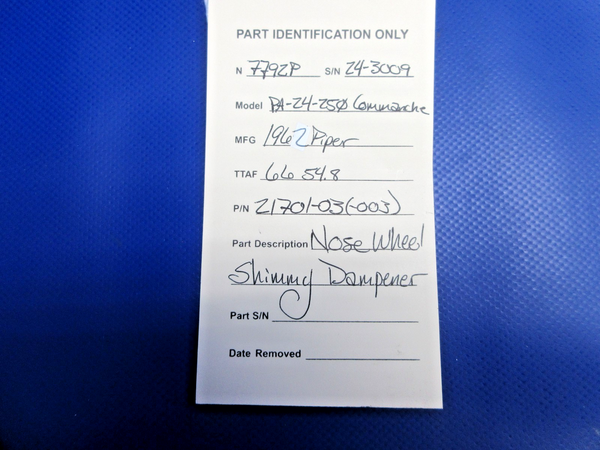 PART IDENTIFICATION ONLY
N 7792P S/N 24-3009
Model PA-24-250 Commanche
MFG 1962 Piper
TTAF 6654.8
P/N 21701-03(-003)
Part Description Nose Wheel
Shimmy Dampener
Part S/N
Date Removed